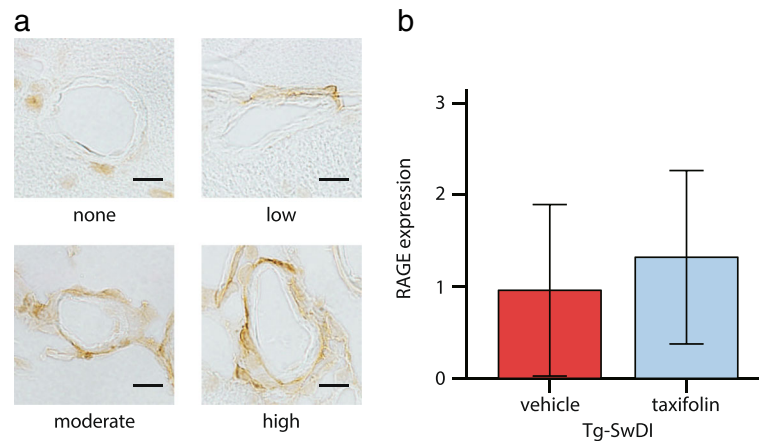 a
none
low
moderate
high
b
RAGE expression
3
2
1
0
vehicle
taxifolin
Tg-SwDI